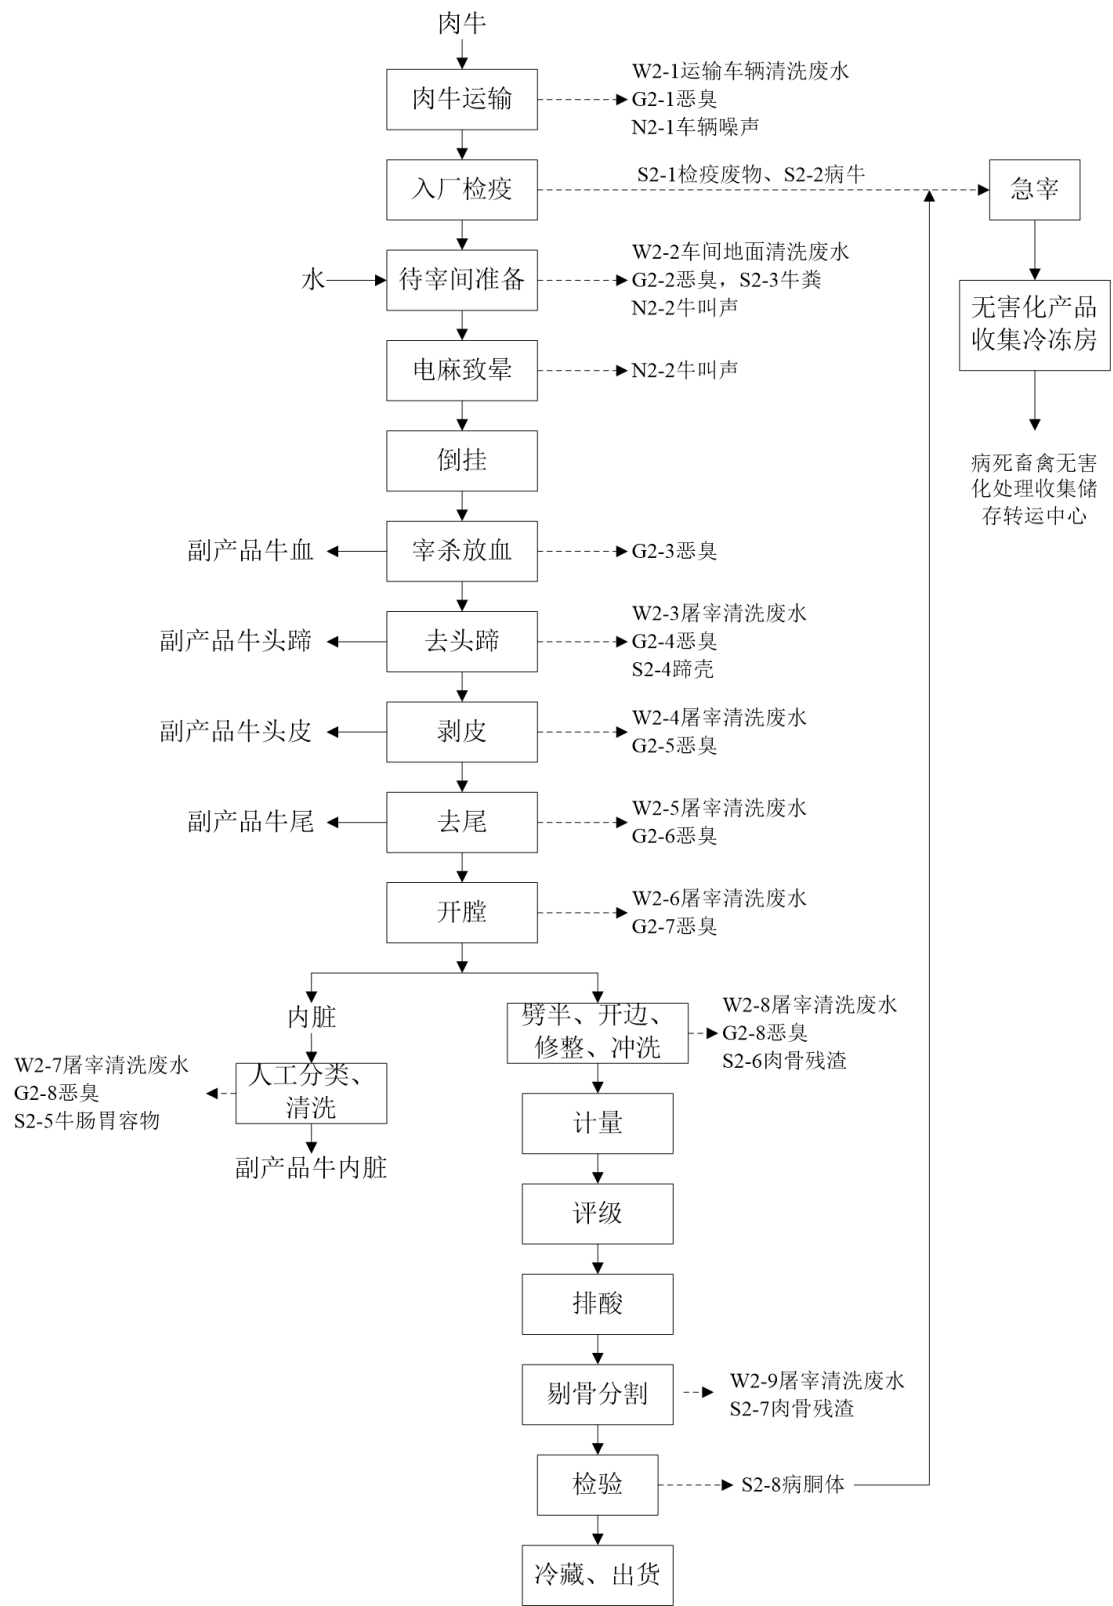 肉牛
肉牛运输
W2-1运输车辆清洗废水
G2-1恶臭
N2-1车辆噪声
入厂检疫
S2-1检疫废物、S2-2病牛
急宰
水
待宰间准备
W2-2车间地面清洗废水
G2-2恶臭，S2-3牛粪
N2-2牛叫声
无害化产品
收集冷冻房
电麻致晕
N2-2牛叫声
倒挂
病死畜禽无害
化处理收集储
存转运中心
副产品牛血
宰杀放血
G2-3恶臭
副产品牛头蹄
去头蹄
W2-3屠宰清洗废水
G2-4恶臭
S2-4蹄壳
副产品牛头皮
剥皮
W2-4屠宰清洗废水
G2-5恶臭
副产品牛尾
去尾
W2-5屠宰清洗废水
G2-6恶臭
开膛
W2-6屠宰清洗废水
G2-7恶臭
内脏
劈半、开边、
修整、冲洗
W2-8屠宰清洗废水
G2-8恶臭
S2-6肉骨残渣
W2-7屠宰清洗废水
G2-8恶臭
S2-5牛肠胃容物
人工分类、
清洗
副产品牛内脏
计量
评级
排酸
剔骨分割
W2-9屠宰清洗废水
S2-7肉骨残渣
检验
S2-8病胴体
冷藏、出货